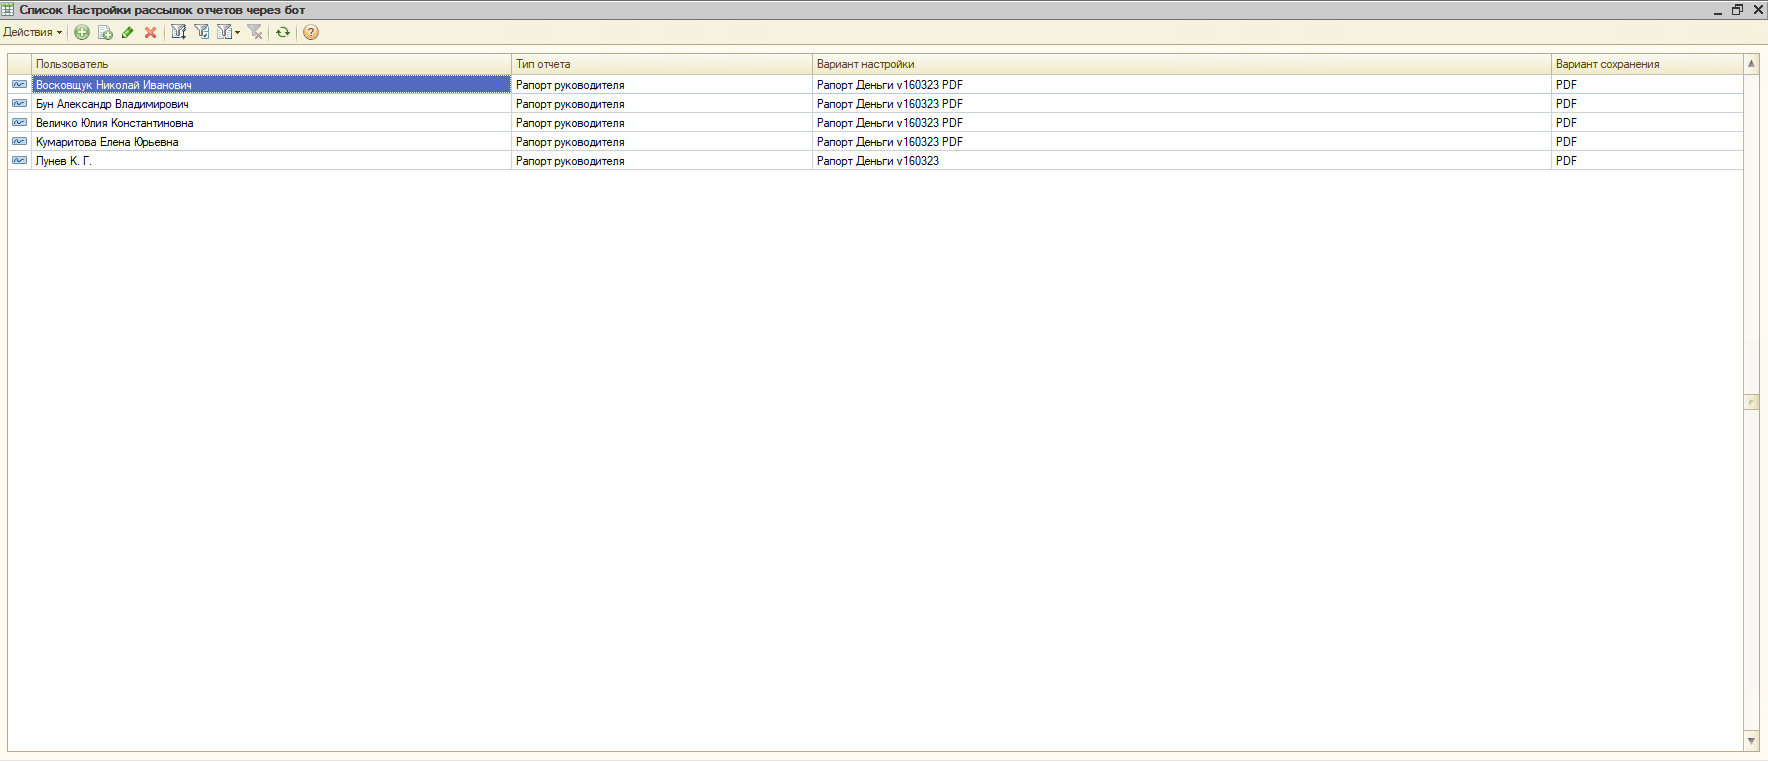 Список Настройки рассылок отчетов через бот
Действия
Пользователь Тип отчета Вариант настройки Вариант сохранения
Восковщук Николай Иванович Рапорт руководителя Рапорт Деньги v160323 PDF PDF
Бун Александр Владимирович Рапорт руководителя Рапорт Деньги v160323 PDF PDF
Величко Юлия Константиновна Рапорт руководителя Рапорт Деньги v160323 PDF PDF
Кумаритова Елена Юрьевна Рапорт руководителя Рапорт Деньги v160323 PDF PDF
Лунев К. Г. Рапорт руководителя Рапорт Деньги v160323 PDF